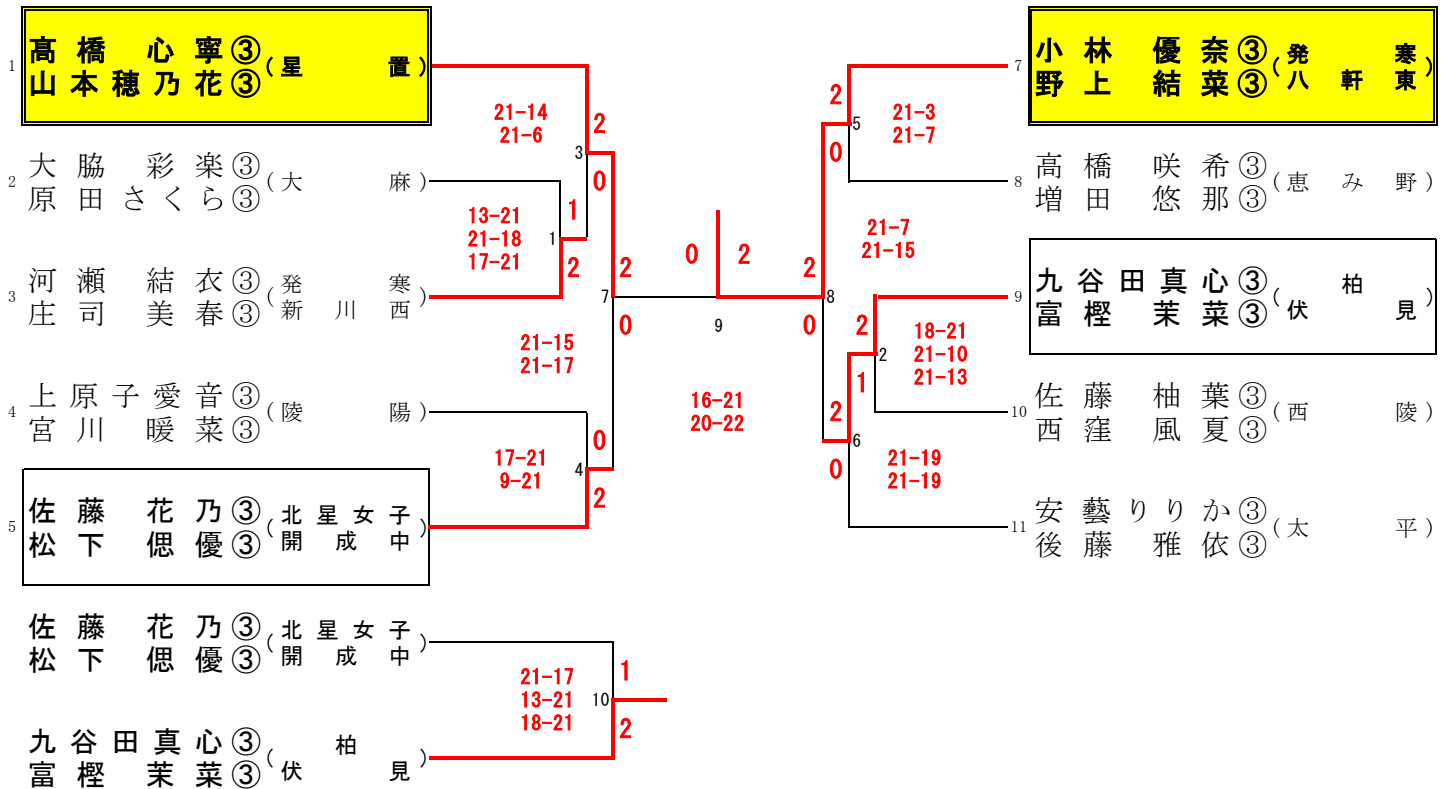 1
髙橋 心寧③(星 置)
山本穂乃花③
2
大脇 彩楽③(大 麻)
原田さくら③
3
河瀬 結衣③(発 寒
庄司 美春③ 新川西)
4
上原子愛音③(陵 陽)
宮川 暖菜③
5
佐藤 花乃③(北星女子
松下 偲優③ 開成中)
佐藤 花乃③(北星女子
松下 偲優③ 開成中)
九谷田真心③( 柏
富樫 茉菜③ 伏 見)
21-14
21-6
2
3
0
13-21
21-18
17-21
1
1
2
2
7
0
21-15
21-17
17-21
9-21
0
4
2
21-17
13-21
18-21
1
10
2
0
2
9
16-21
20-22
2
5
0
21-3
21-7
21-7
21-15
2
8
0
0
2
2
1
18-21
21-10
21-13
2
6
0
21-19
21-19
7
小林 優奈③(発 寒
野上 結菜③ 八軒東)
8
高橋 咲希③(恵み野)
増田 悠那③
9
九谷田真心③( 柏
富樫 茉菜③ 伏 見)
10
佐藤 柚葉③(西 陵)
西窪 風夏③
11
安藝りりか③(太 平)
後藤 雅依③